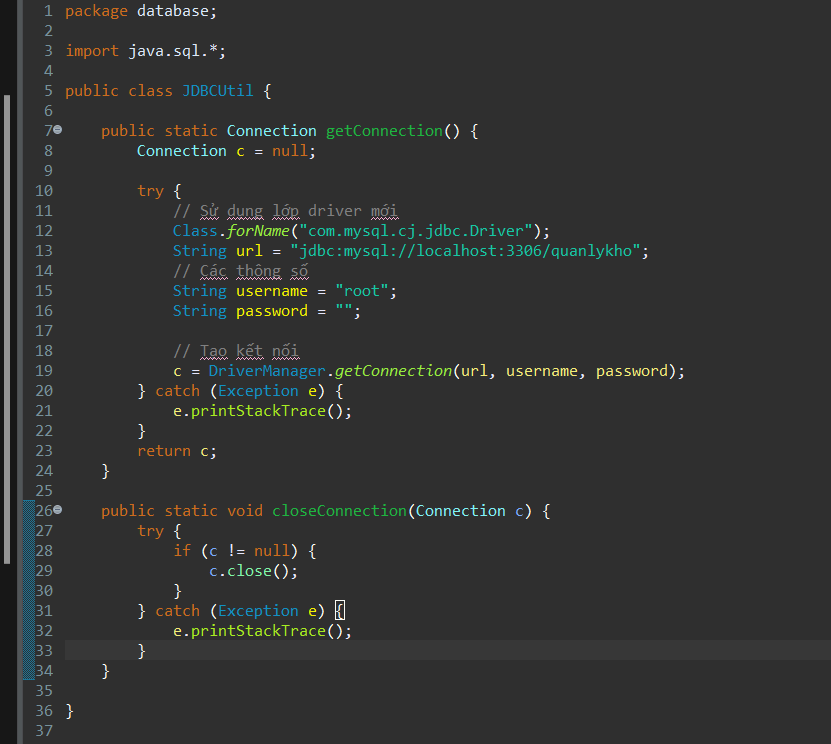 1 package database;
2
3 import java.sql.*;
4
5 public class JDBCUtil {
6
7 public static Connection getConnection() {
8 Connection c = null;
9
10 try {
11 // Sử dụng lớp driver mới
12 Class.forName("com.mysql.cj.jdbc.Driver");
13 String url = "jdbc:mysql://localhost:3306/quanlykho";
14 // Các thông số
15 String username = "root";
16 String password = "";
17
18 // Tạo kết nối
19 c = DriverManager.getConnection(url, username, password);
20 } catch (Exception e) {
21 e.printStackTrace();
22 }
23 return c;
24 }
25
26 public static void closeConnection(Connection c) {
27 try {
28 if (c != null) {
29 c.close();
30 }
31 } catch (Exception e) {
32 e.printStackTrace();
33 }
34 }
35
36 }
37